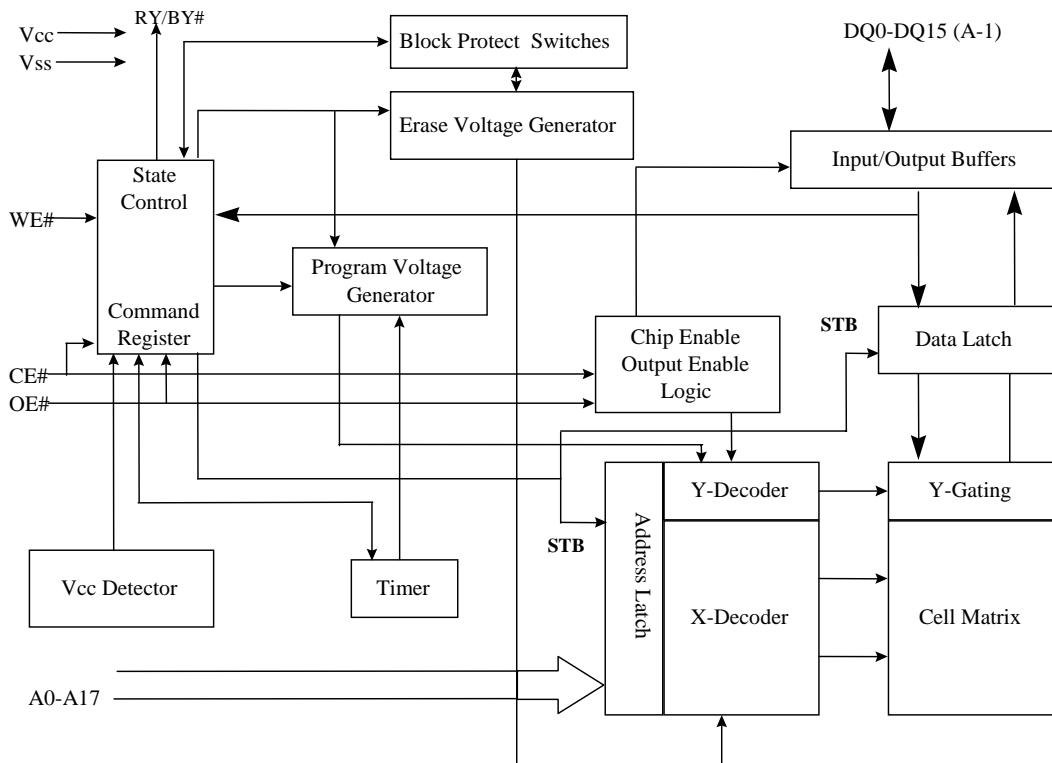 RY/BY#
Vcc
Vss
Block Protect Switches
DQ0-DQ15 (A-1)
Erase Voltage Generator
Input/Output Buffers
State
Control
WE#
Program Voltage
Generator
Command
Register
STB
Data Latch
Chip Enable
Output Enable
Logic
CE#
OE#
Y-Decoder
Y-Gating
STB
Address Latch
Vcc Detector
Timer
X-Decoder
Cell Matrix
A0-A17